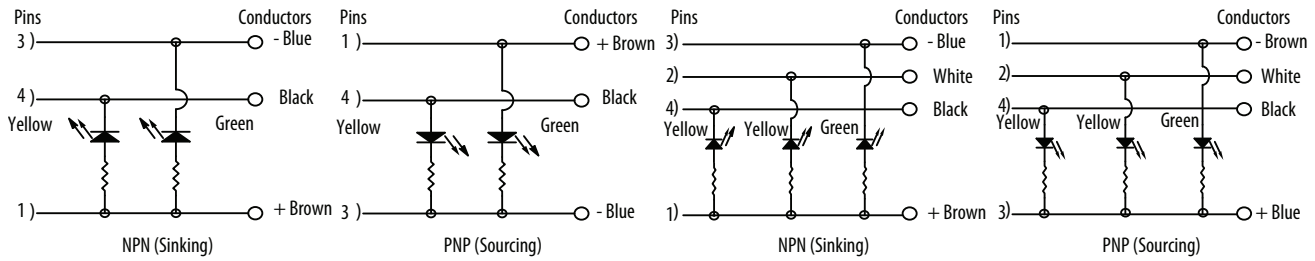 Pins Conductors
3 ) - Blue
4 ) Black
Yellow Green
1 ) + Brown
NPN (Sinking)
Pins Conductors
1 ) + Brown
4 ) Black
Yellow Green
3 ) - Blue
PNP (Sourcing)
Pins Conductors
3) - Blue
2) White
4) Black
Yellow Yellow Green
1) + Brown
NPN (Sinking)
Pins Conductors
1) - Brown
2) White
4) Black
Yellow Yellow Green
3) + Blue
PNP (Sourcing)